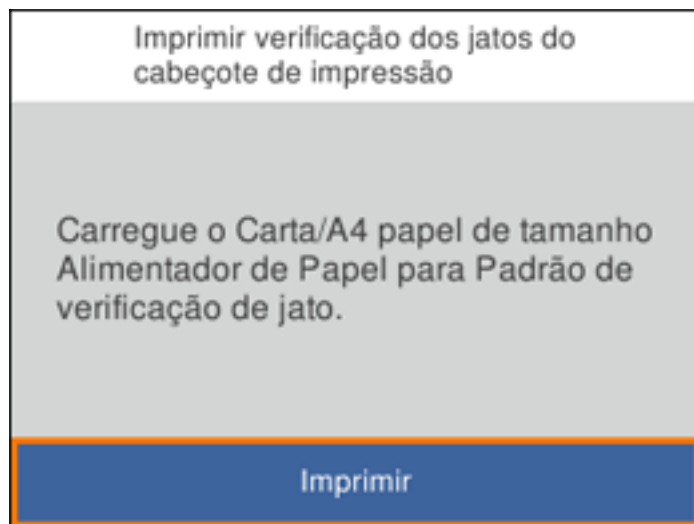 Imprimir verificação dos jatos do
cabeçote de impressão
Carregue o Carta/A4 papel de tamanho
Alimentador de Papel para Padrão de
verificação de jato.
Imprimir